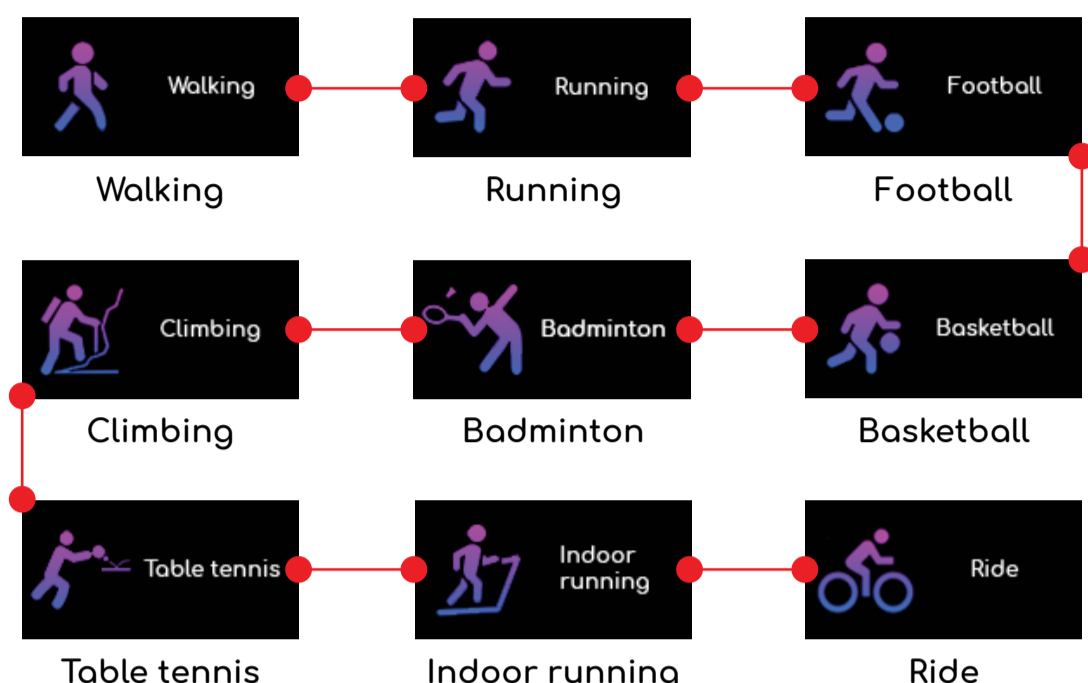 Walking
Running
Football
Walking
Running
Football
Climbing
Badminton
Basketball
Climbing
Badminton
Basketball
Table tennis
Indoor
running
Ride
Table tennis
Indoor running
Ride